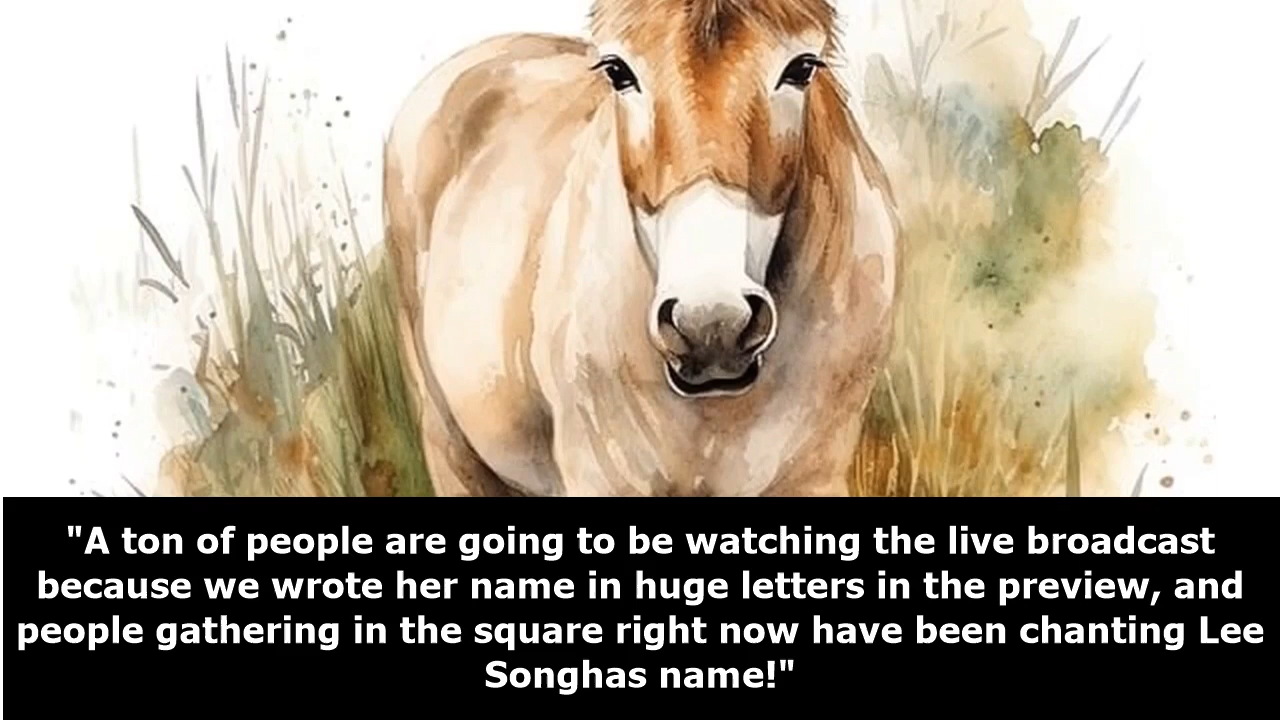 "A ton of people are going to be watching the live broadcast
because we wrote her name in huge letters in the preview, and
people gathering in the square right now have been chanting Lee
Songhas name!"